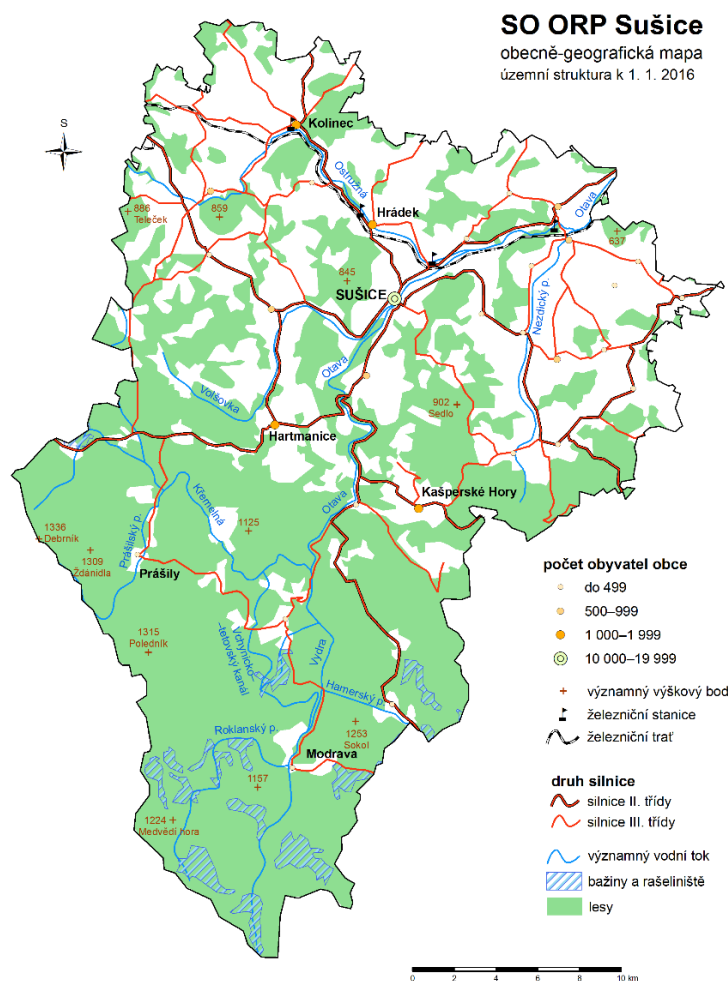 SO ORP Sušice
obecně-geografická mapa
územní struktura k 1. 1. 2016
S
Kolinec
Ostružná
886
Teleček
859
Hrádek
Otava
637
845
SUŠICE
Nezdický p.
Otava
Volšovka
902
Sedlo
Hartmanice
Křemelná
Otava
Kašperské Hory
1336
Debrník
1125
Prášilský p.
1309
Ždánidla
Prášily
1315
Poledník
Vchynicko-
-tetovský kanál
Vydra
Hamerský p.
Roklanský p.
1253
Sokol
Modrava
1157
1224
Medvědí hora
počet obyvatel obce
do 499
500–999
1 000–1 999
10 000–19 999
významný výškový bod
železniční stanice
železniční trať
druh silnice
silnice II. třídy
silnice III. třídy
významný vodní tok
bažiny a rašeliniště
lesy
0 2 4 6 8 10 km